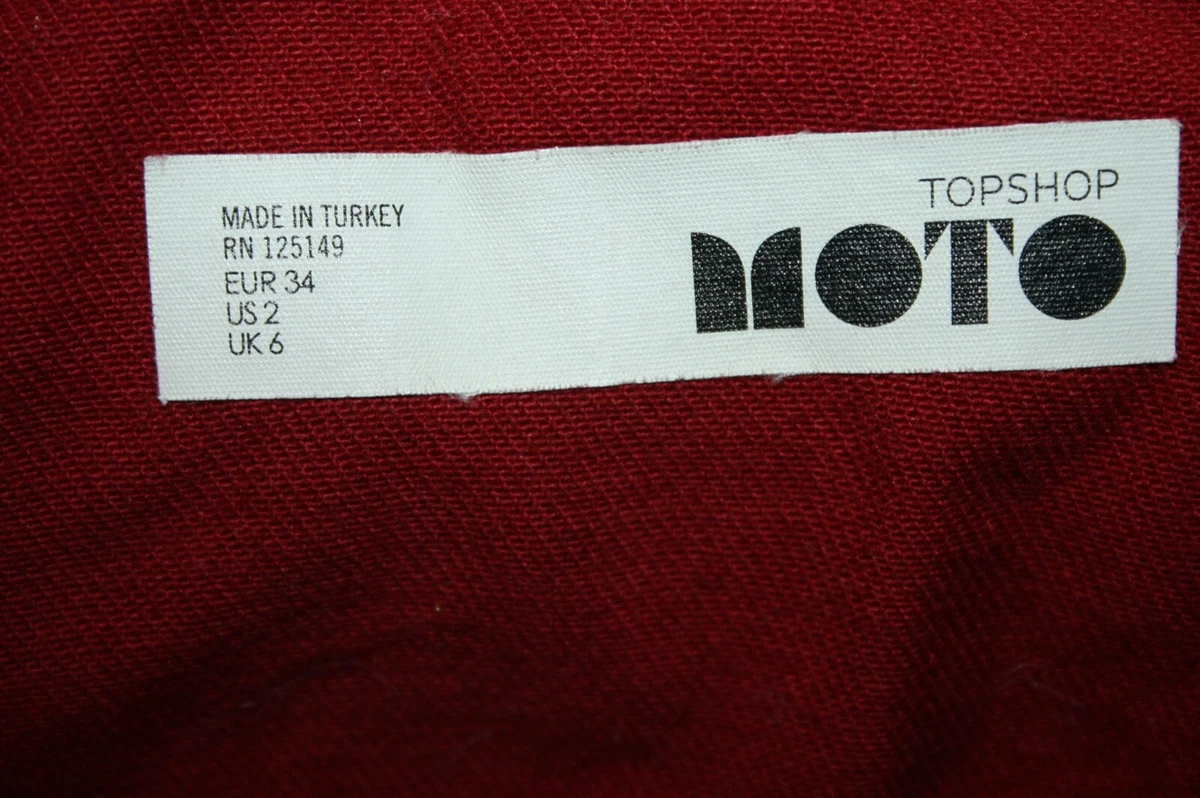 MADE IN TURKEY
RN 125149
EUR 34
US 2
UK 6
TOPSHOP
MOTO